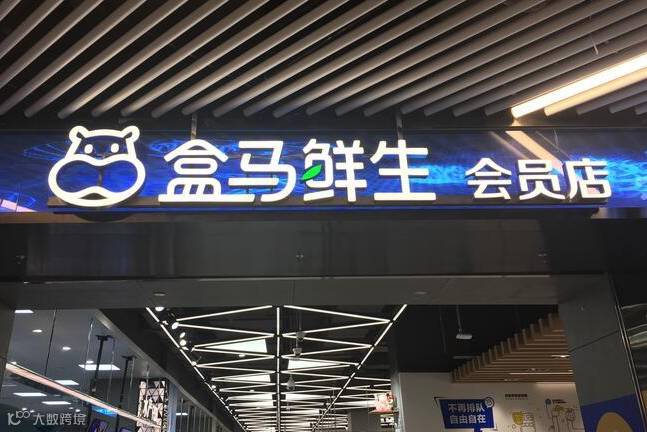 盒马鲜生 会员店
不再排队
自由自在
大数跨境